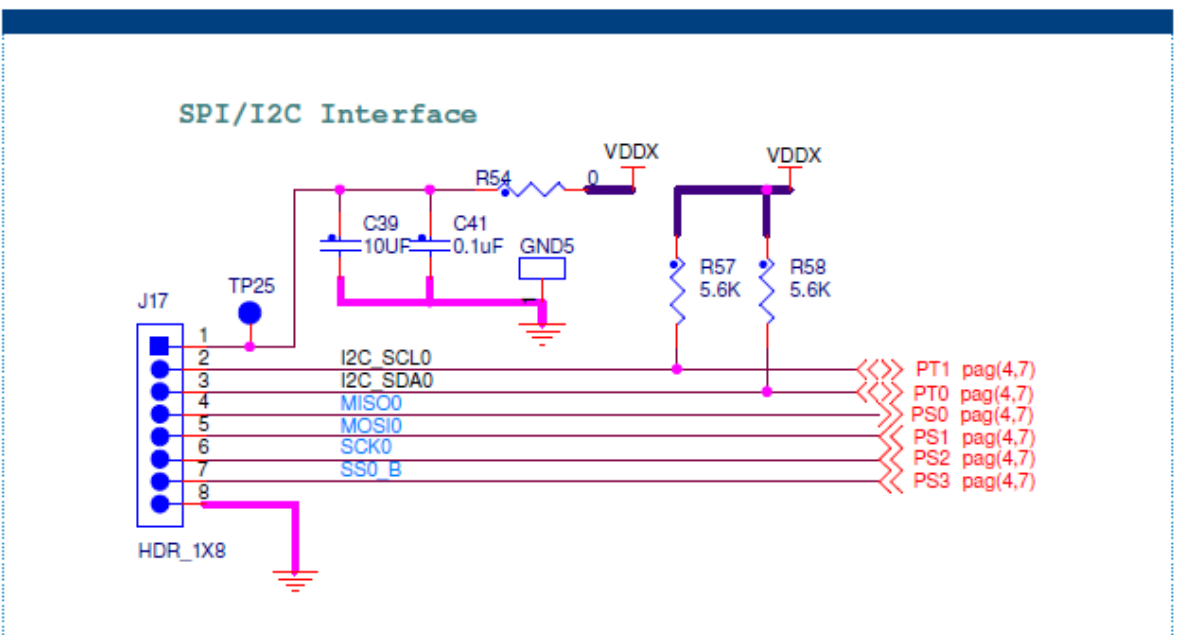 SPI/I2C Interface
VDDX
VDDX
R54
0
C39
10UF
C41
0.1uF
GND5
1
R57
5.6K
R58
5.6K
TP25
J17
1
2
I2C_SCL0
PT1 pag(4,7)
3
I2C_SDA0
PT0 pag(4,7)
4
MISO0
PS0 pag(4,7)
5
MOSI0
PS1 pag(4,7)
6
SCK0
PS2 pag(4,7)
7
SS0_B
PS3 pag(4,7)
8
HDR_1X8